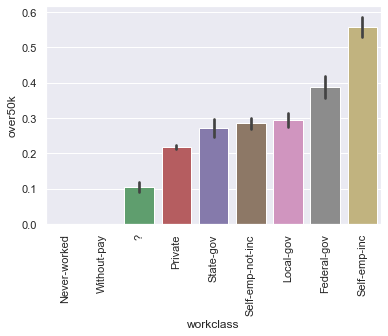 over50k
0.6
0.5
0.4
0.3
0.2
0.1
0.0
Never-worked
Without-pay
?
Private
State-gov
Self-emp-not-inc
Local-gov
Federal-gov
Self-emp-inc
workclass